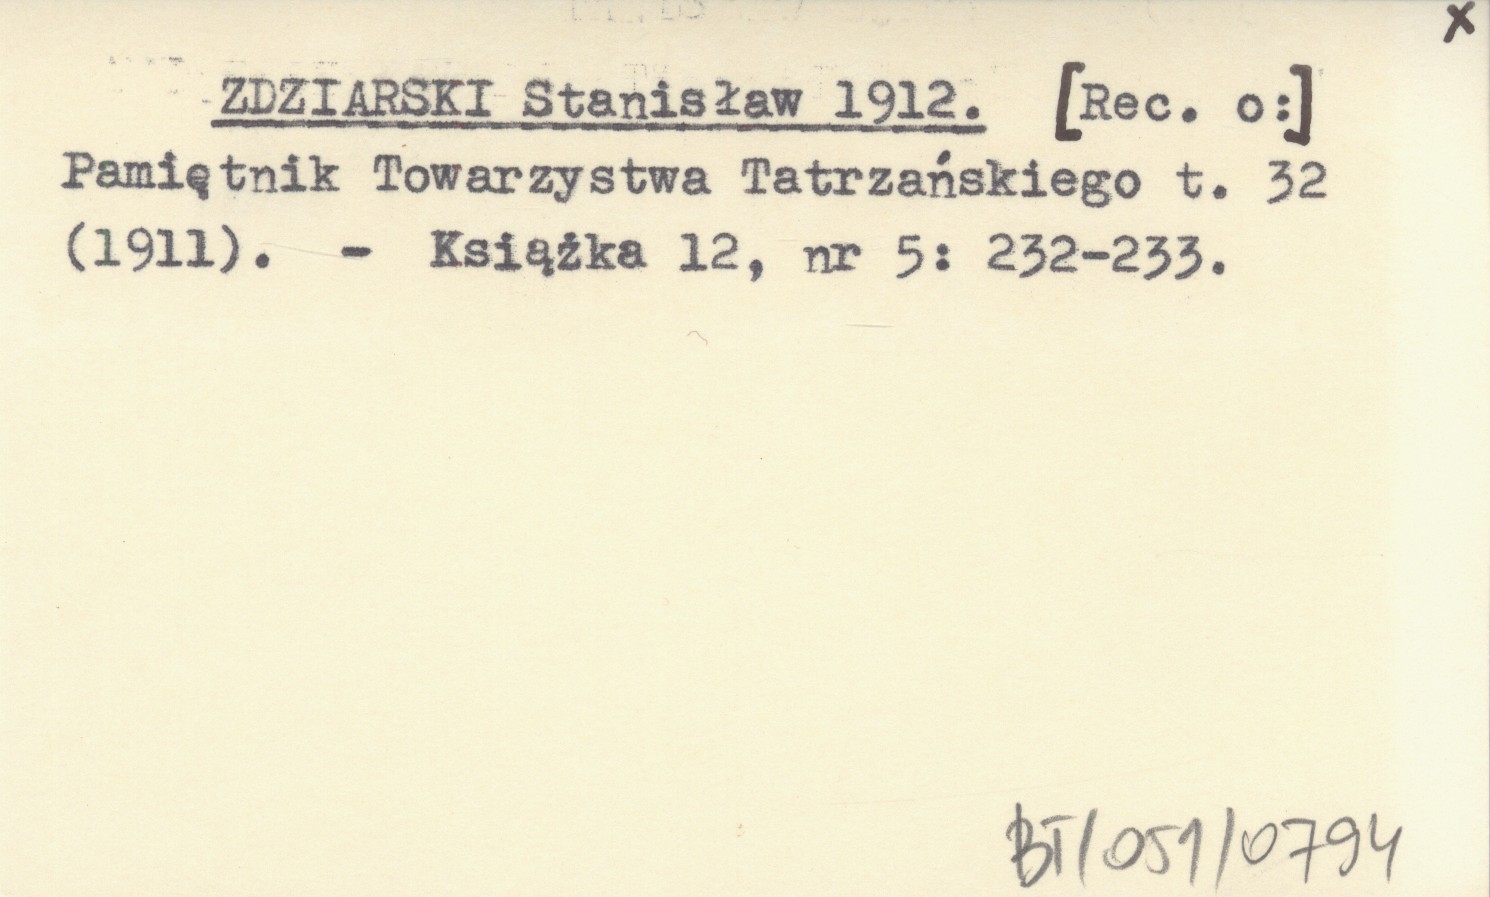 x
ZDZIARSKI Stanisław 1912. [Rec. o:]
Pamiętnik Towarzystwa Tatrzańskiego t. 32
(1911). - Książka 12, nr 5: 232-233.
BT/051/0794